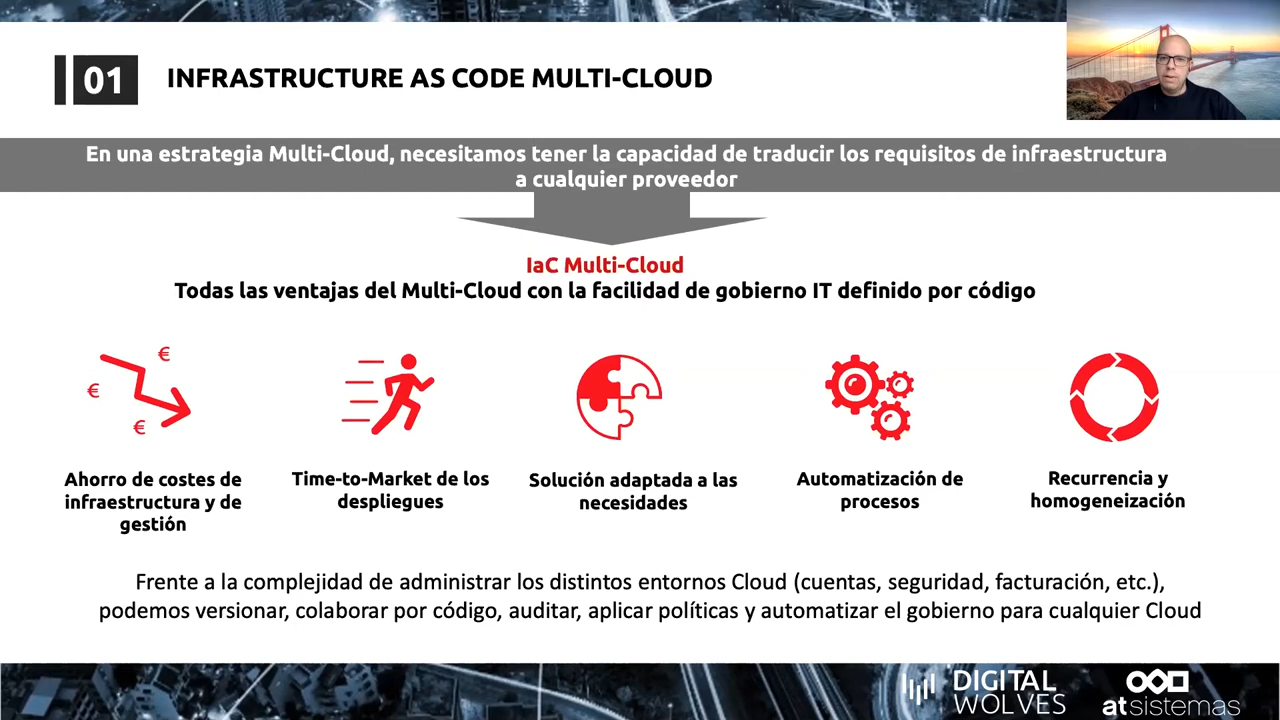 01
INFRASTRUCTURE AS CODE MULTI-CLOUD
En una estrategia Multi-Cloud, necesitamos tener la capacidad de traducir los requisitos de infraestructura
a cualquier proveedor
IaC Multi-Cloud
Todas las ventajas del Multi-Cloud con la facilidad de gobierno IT definido por código
€
€
€
Ahorro de costes de
infraestructura y de
gestión
Time-to-Market de los
despliegues
Solución adaptada a las
necesidades
Automatización de
procesos
Recurrencia y
homogeneización
Frente a la complejidad de administrar los distintos entornos Cloud (cuentas, seguridad, facturación, etc.),
podemos versionar, colaborar por código, auditar, aplicar políticas y automatizar el gobierno para cualquier Cloud
DIGITAL
WOLVES
atsistemas